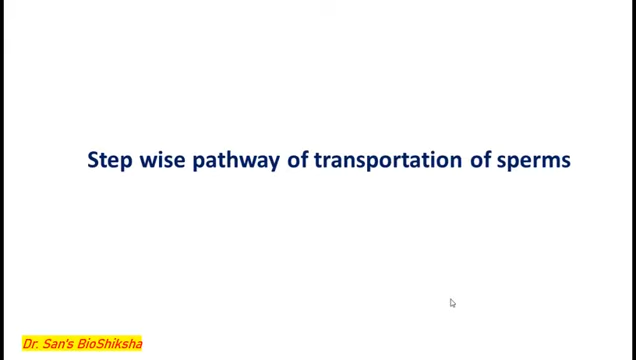 Step wise pathway of transportation of sperms
Dr. San's BioShiksha